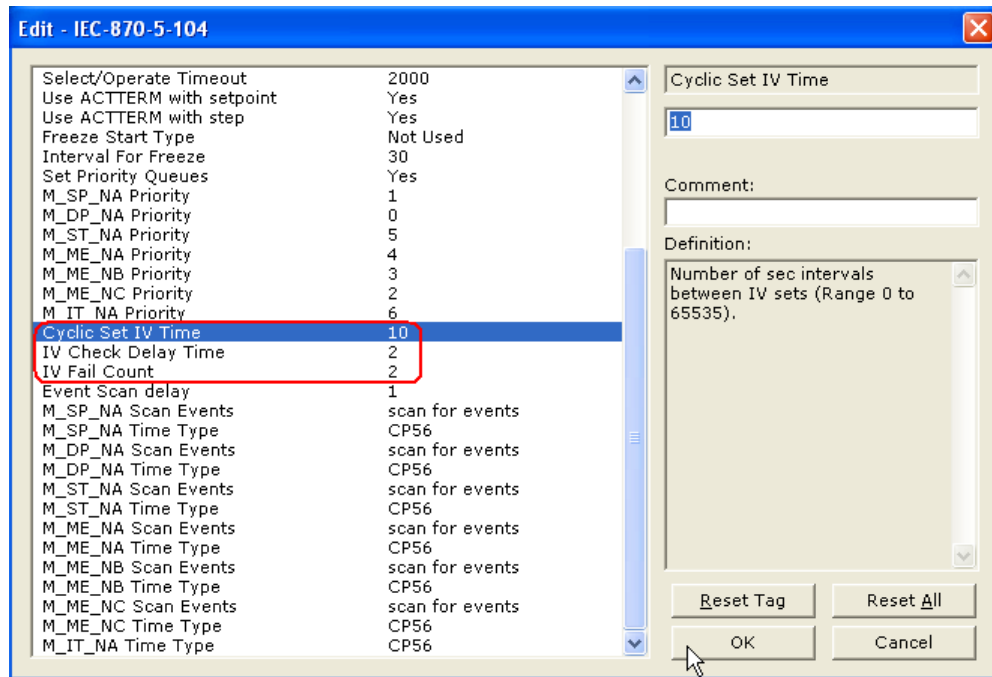 Edit - IEC-870-5-104
Select/Operate Timeout 2000
Use ACTTERM with setpoint Yes
Use ACTTERM with step Yes
Freeze Start Type Not Used
Interval For Freeze 30
Set Priority Queues Yes
M_SP_NA Priority 1
M_DP_NA Priority 0
M_ST_NA Priority 5
M_ME_NA Priority 4
M_ME_NB Priority 3
M_ME_NC Priority 2
M_IT_NA Priority 6
Cyclic Set IV Time 10
IV Check Delay Time 2
IV Fail Count 2
Event Scan delay 1
M_SP_NA Scan Events scan for events
M_SP_NA Time Type CP56
M_DP_NA Scan Events scan for events
M_DP_NA Time Type CP56
M_ST_NA Scan Events scan for events
M_ST_NA Time Type CP56
M_ME_NA Scan Events scan for events
M_ME_NA Time Type CP56
M_ME_NB Scan Events scan for events
M_ME_NB Time Type CP56
M_ME_NC Scan Events scan for events
M_ME_NC Time Type CP56
M_IT_NA Time Type CP56
Cyclic Set IV Time
10
Comment:
Definition:
Number of sec intervals
between IV sets (Range 0 to
65535).
Reset Tag Reset All
OK Cancel